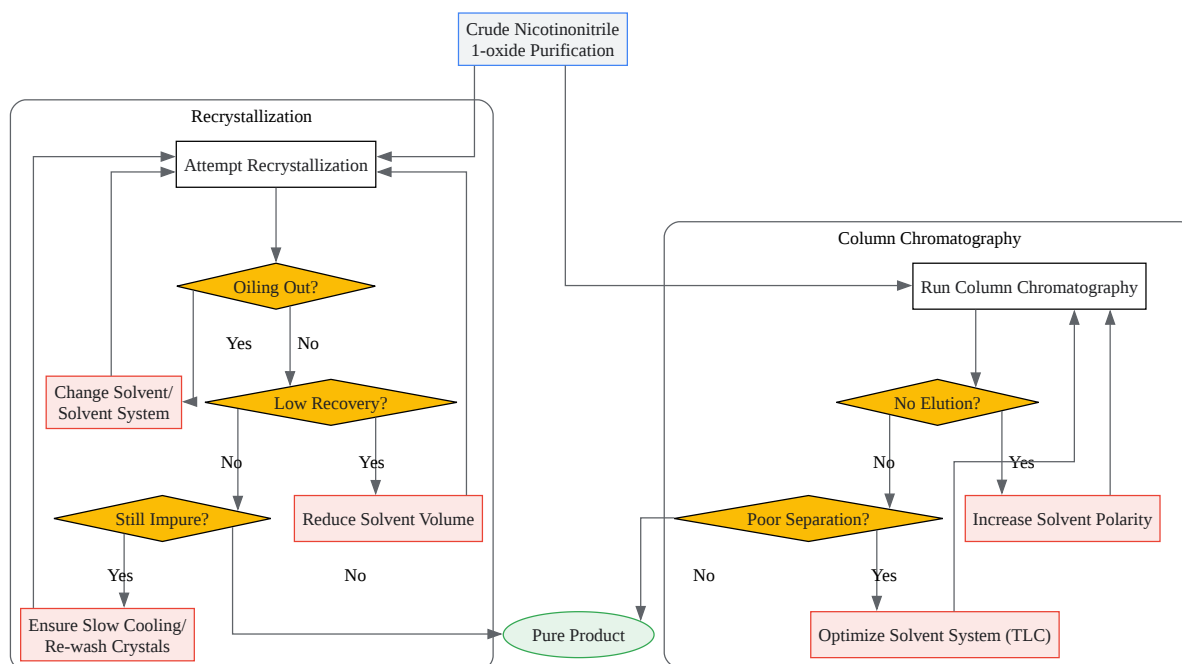 Crude Nicotinonitrile
1-oxide Purification
Recrystallization
Attempt Recrystallization
Oiling Out?
Yes
No
Change Solvent/
Solvent System
Low Recovery?
No
Yes
Still Impure?
Reduce Solvent Volume
Yes
No
Ensure Slow Cooling/
Re-wash Crystals
Pure Product
Column Chromatography
Run Column Chromatography
No Elution?
No
Yes
Poor Separation?
Increase Solvent Polarity
No
Yes
Optimize Solvent System (TLC)